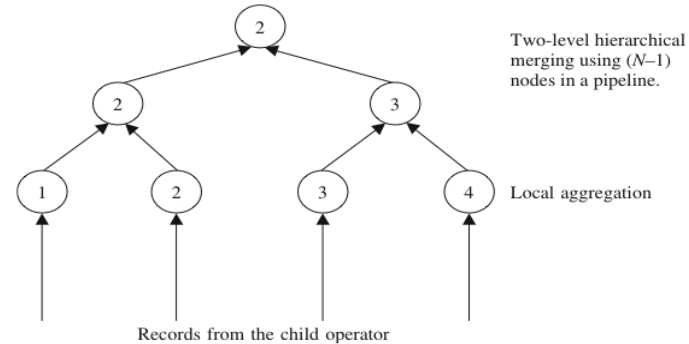 2
Two-level hierarchical
merging using (N–1)
nodes in a pipeline.
2
3
1
2
3
4
Local aggregation
Records from the child operator